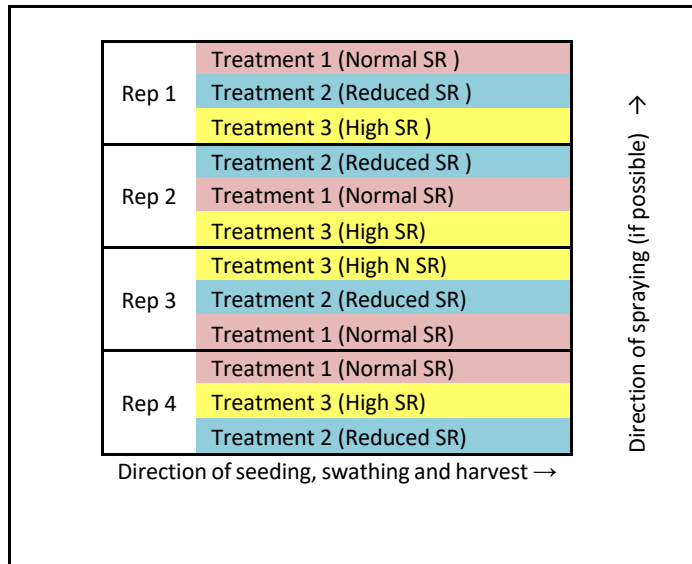 Rep 1
Treatment 1 (Normal SR )
Treatment 2 (Reduced SR )
Treatment 3 (High SR )
Rep 2
Treatment 2 (Reduced SR )
Treatment 1 (Normal SR)
Treatment 3 (High SR)
Rep 3
Treatment 3 (High N SR)
Treatment 2 (Reduced SR)
Treatment 1 (Normal SR)
Rep 4
Treatment 1 (Normal SR)
Treatment 3 (High SR)
Treatment 2 (Reduced SR)
Direction of seeding, swathing and harvest →
Direction of spraying (if possible) →